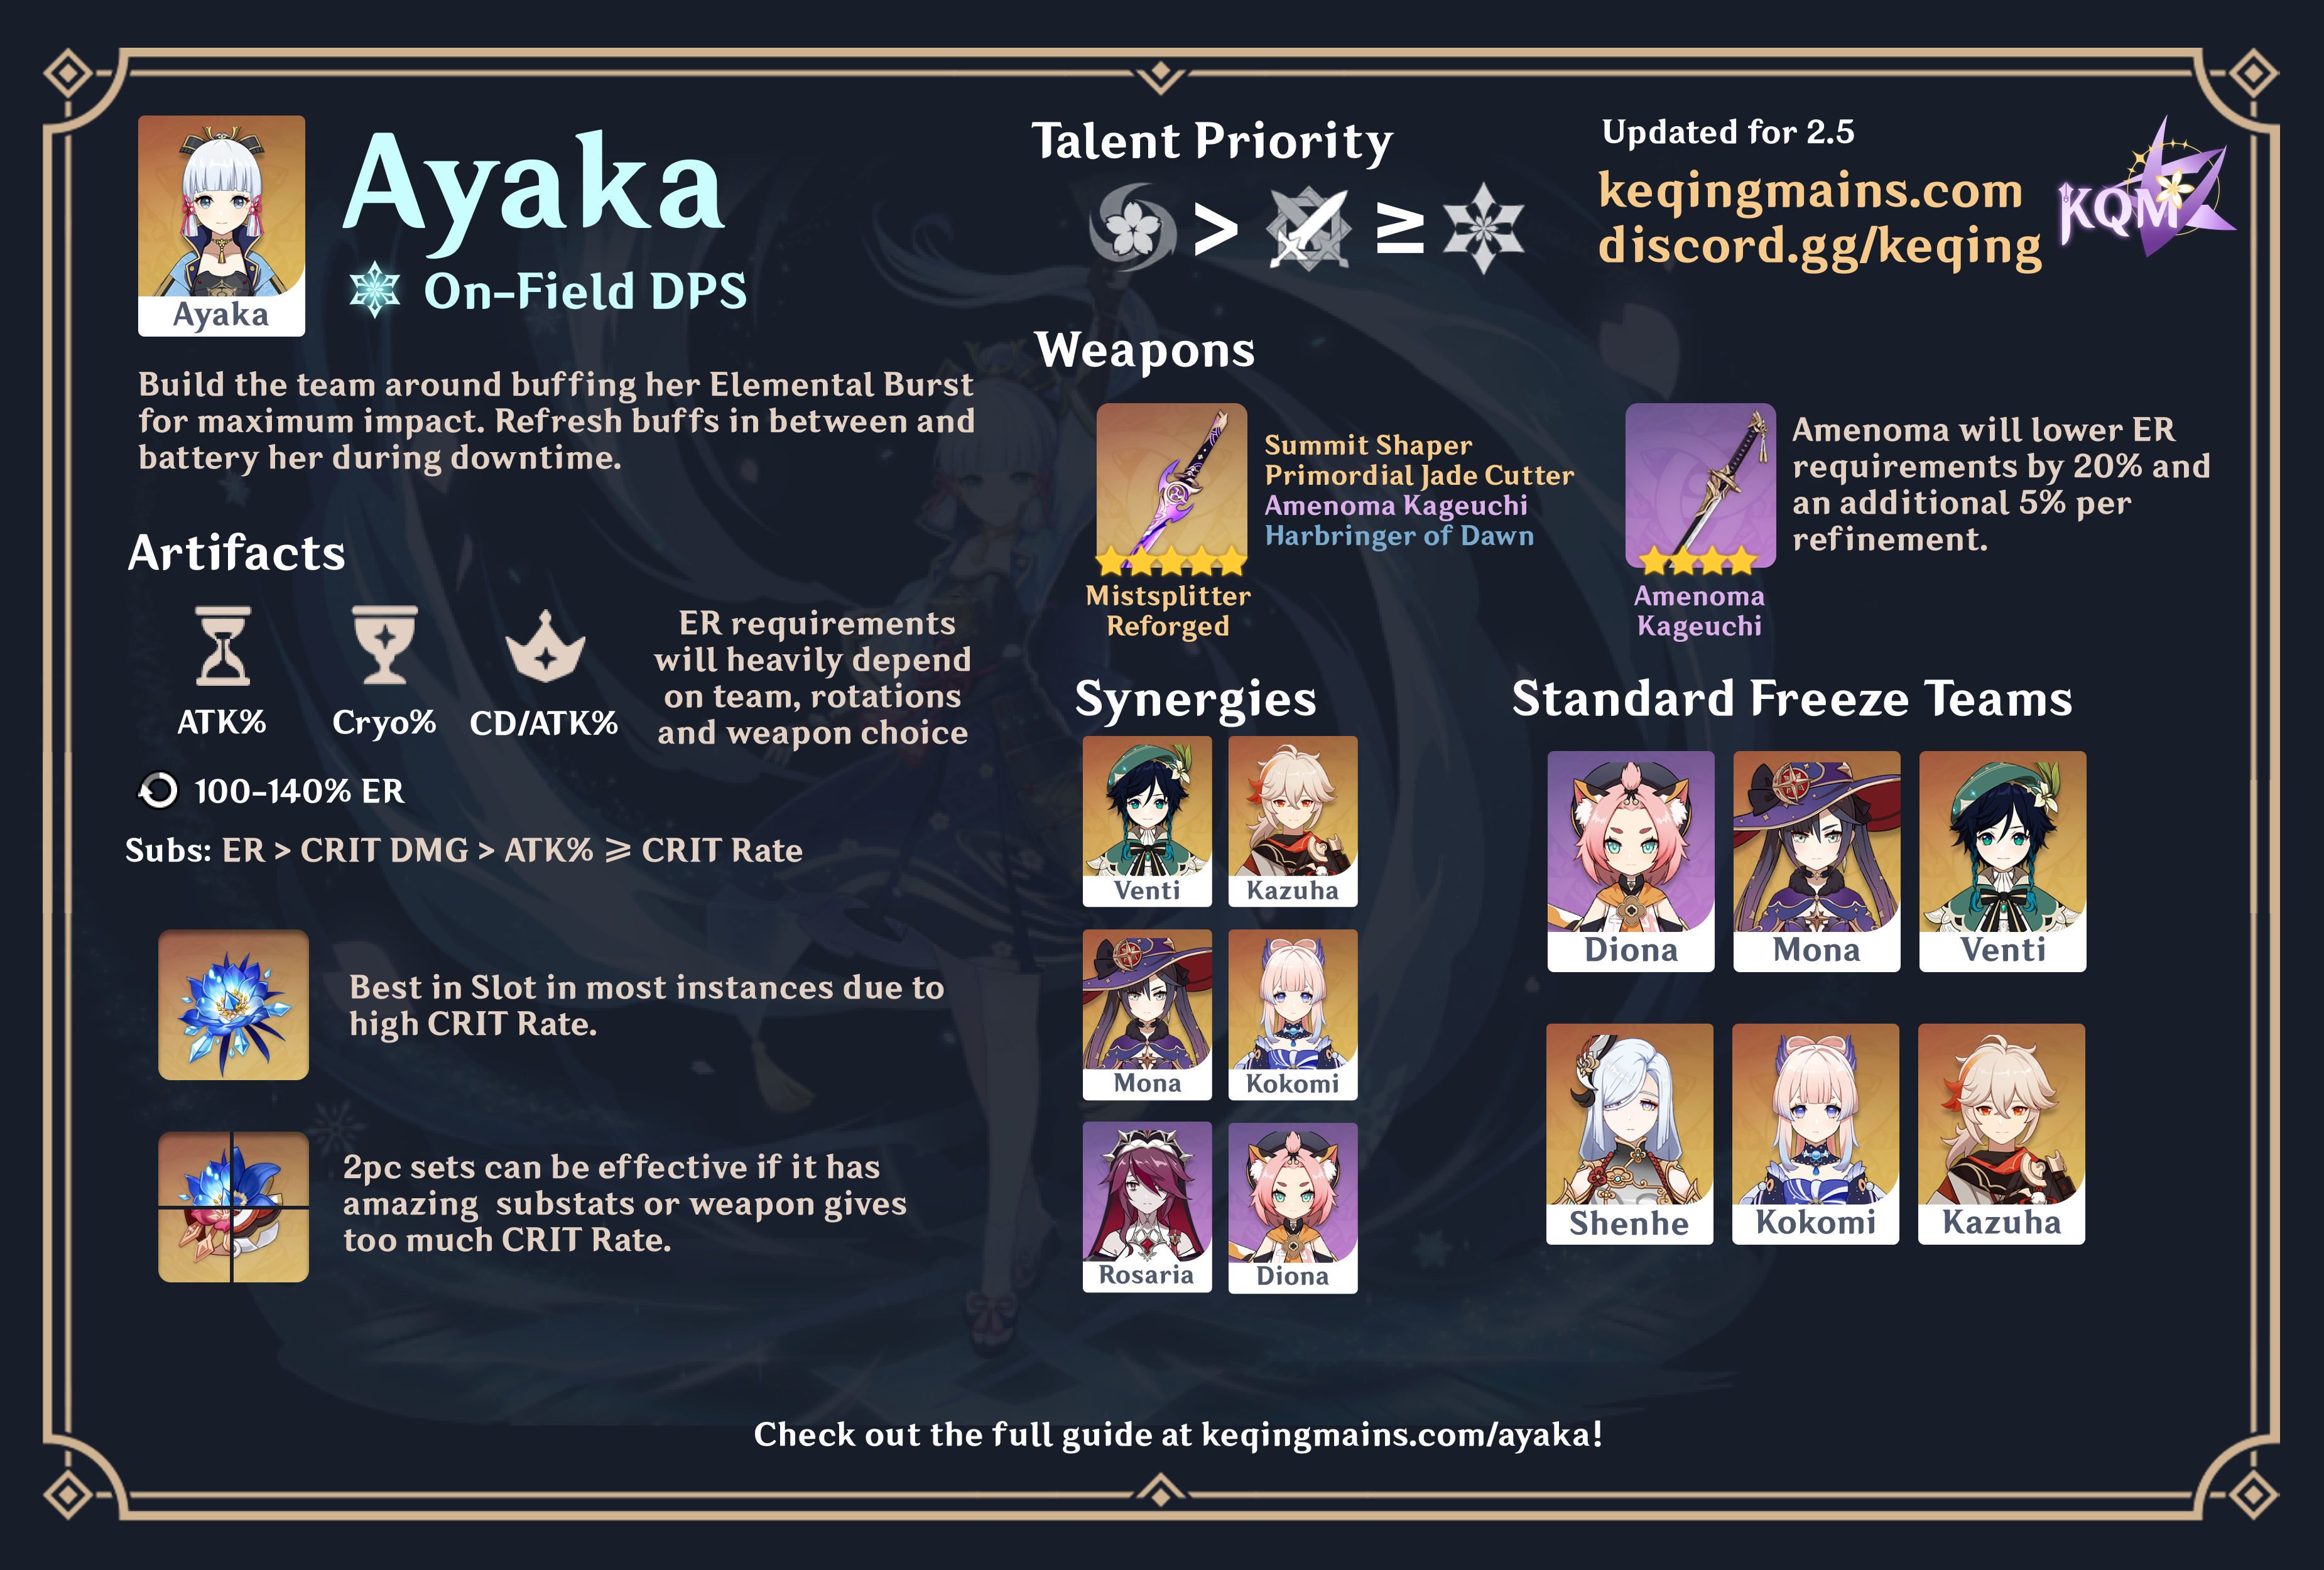 Ayaka
Ayaka
On-Field DPS
Build the team around buffing her Elemental Burst
for maximum impact. Refresh buffs in between and
battery her during downtime.
Artifacts
ATK%
Cryo%
CD/ATK%
ER requirements
will heavily depend
on team, rotations
and weapon choice
100-140% ER
Subs: ER > CRIT DMG > ATK% ⩾ CRIT Rate
Best in Slot in most instances due to
high CRIT Rate.
2pc sets can be effective if it has
amazing  substats or weapon gives
too much CRIT Rate.
Talent Priority
> ≥
Updated for 2.5
keqingmains.com
discord.gg/keqing
KQM
Weapons
Mistsplitter
Reforged
Summit Shaper
Primordial Jade Cutter
Amenoma Kageuchi
Harbringer of Dawn
Amenoma
Kageuchi
Amenoma will lower ER
requirements by 20% and
an additional 5% per
refinement.
Synergies
Venti
Kazuha
Mona
Kokomi
Rosaria
Diona
Standard Freeze Teams
Diona
Mona
Venti
Shenhe
Kokomi
Kazuha
Check out the full guide at keqingmains.com/ayaka!